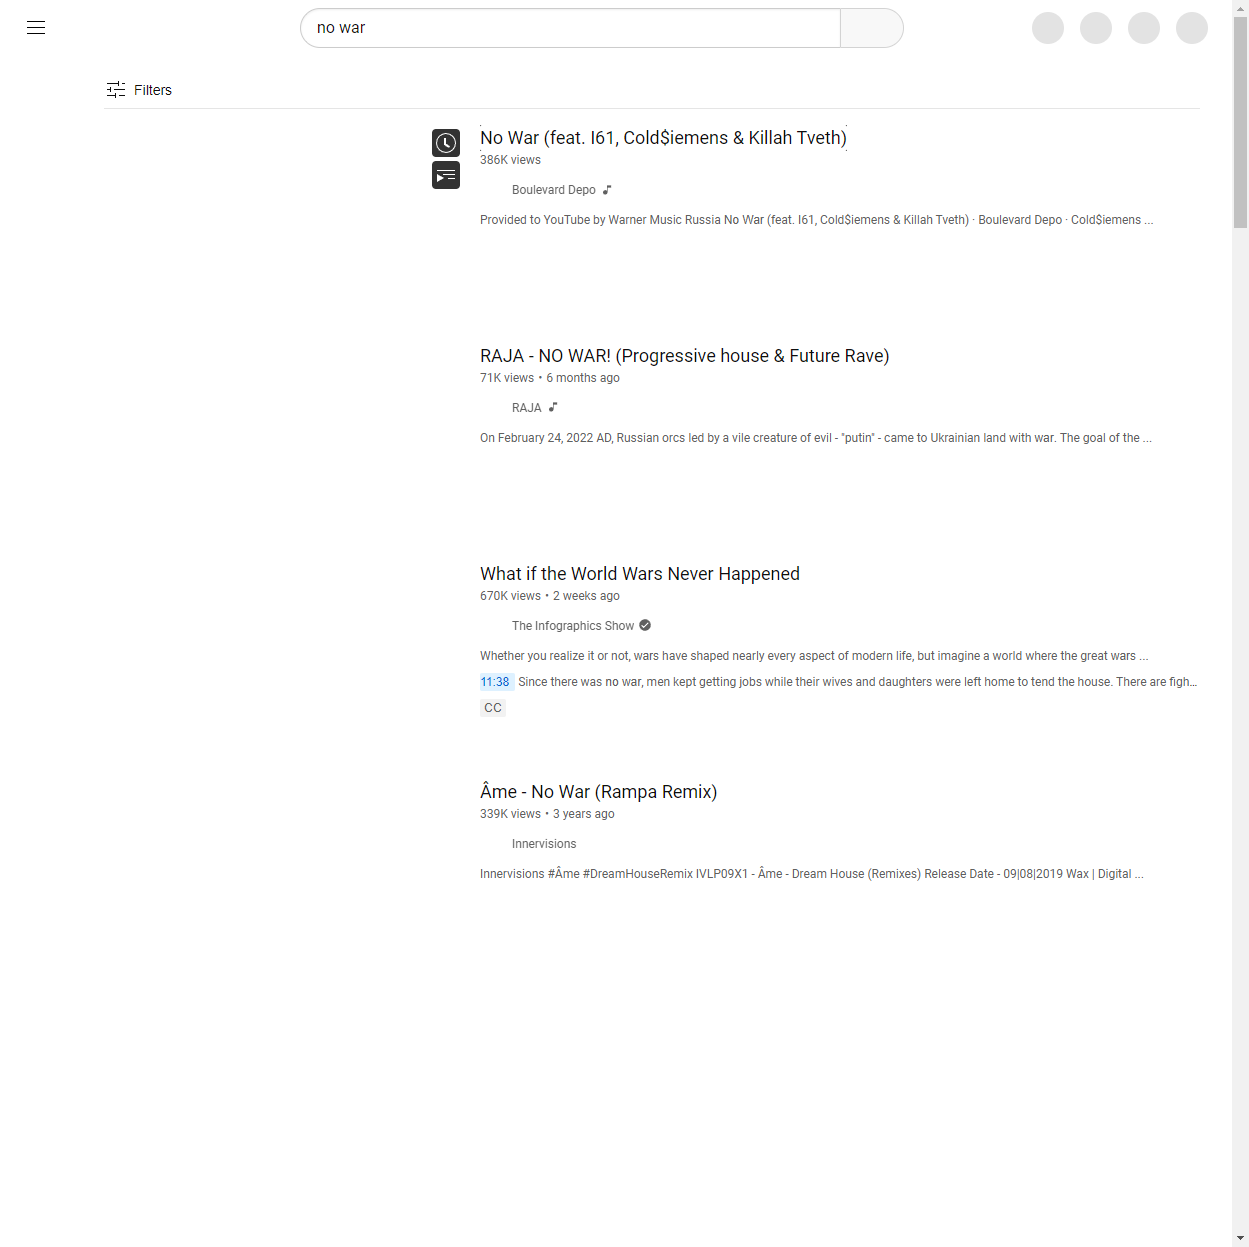 no war
Filters
No War (feat. I61, Cold$iemens & Killah Tveth)
386K views
Boulevard Depo
Provided to YouTube by Warner Music Russia No War (feat. I61, Cold$iemens & Killah Tveth) · Boulevard Depo · Cold$iemens ...
RAJA - NO WAR! (Progressive house & Future Rave)
71K views • 6 months ago
RAJA
On February 24, 2022 AD, Russian orcs led by a vile creature of evil - "putin" - came to Ukrainian land with war. The goal of the ...
What if the World Wars Never Happened
670K views • 2 weeks ago
The Infographics Show
Whether you realize it or not, wars have shaped nearly every aspect of modern life, but imagine a world where the great wars ...
11:38 Since there was no war, men kept getting jobs while their wives and daughters were left home to tend the house. There are figh...
CC
Âme - No War (Rampa Remix)
339K views • 3 years ago
Innervisions
Innervisions #Âme #DreamHouseRemix IVLP09X1 - Âme - Dream House (Remixes) Release Date - 09|08|2019 Wax | Digital ...